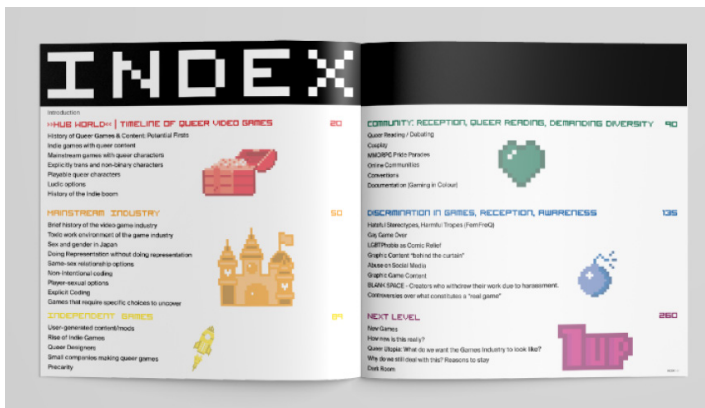 INDEX
Introduction
HUB WORLD | TIMELINE OF QUEER VIDEO GAMES 20
History of Queer Games & Content: Potential Firsts
Indie games with queer content
Mainstream games with queer characters
Explicitly trans and non-binary characters
Playable queer characters
Ludic options
History of the Indie boom
MAINSTREAM INDUSTRY 50
Brief history of the video game industry
Toxic work environment of the game industry
Sex and gender in Japan
Doing Representation without doing representation
Same-sex relationship options
Non-intentional coding
Player-sexual options
Explicit Coding
Games that require specific choices to uncover
INDEPENDENT GAMES
User-generated content/mods
Rise of Indie Games
Queer Designers
Small companies making queer games
Precarity
COMMUNITY: RECEPTION, QUEER READING, DEMANDING DIVERSITY 90
Queer Reading / Debating
Cosplay
MMORPG Pride Parades
Online Communities
Conventions
Documentation (Gaming in Colour)
DISCRIMINATION IN GAMES, RECEPTION, AWARENESS 135
Hateful Stereotypes, Harmful Tropes (FemFreQ)
Gay Game Over
LGBTPhobia as Comic Relief
Graphic Content "behind the curtain"
Abuse on Social Media
Graphic Game Content
BLANK SPACE - Creators who withdrew their work due to harassment.
Controversies over what constitutes a "real game"
NEXT LEVEL 260
New Games
How new is this really?
Queer Utopia: What do we want the Games Industry to look like?
Why do we still deal with this? Reasons to stay
Dark Room
1UP